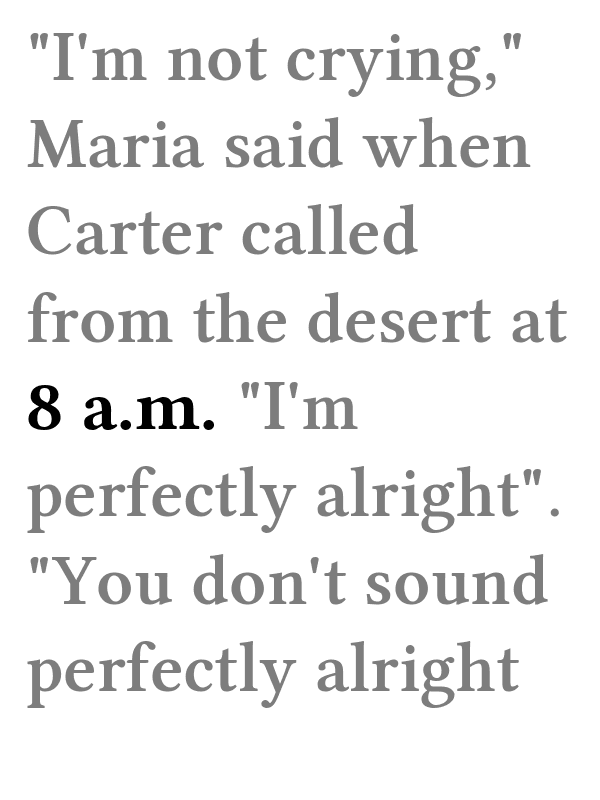 "I'm not crying,"
Maria said when
Carter called
from the desert at
8 a.m. "I'm
perfectly alright".
"You don't sound
perfectly alright